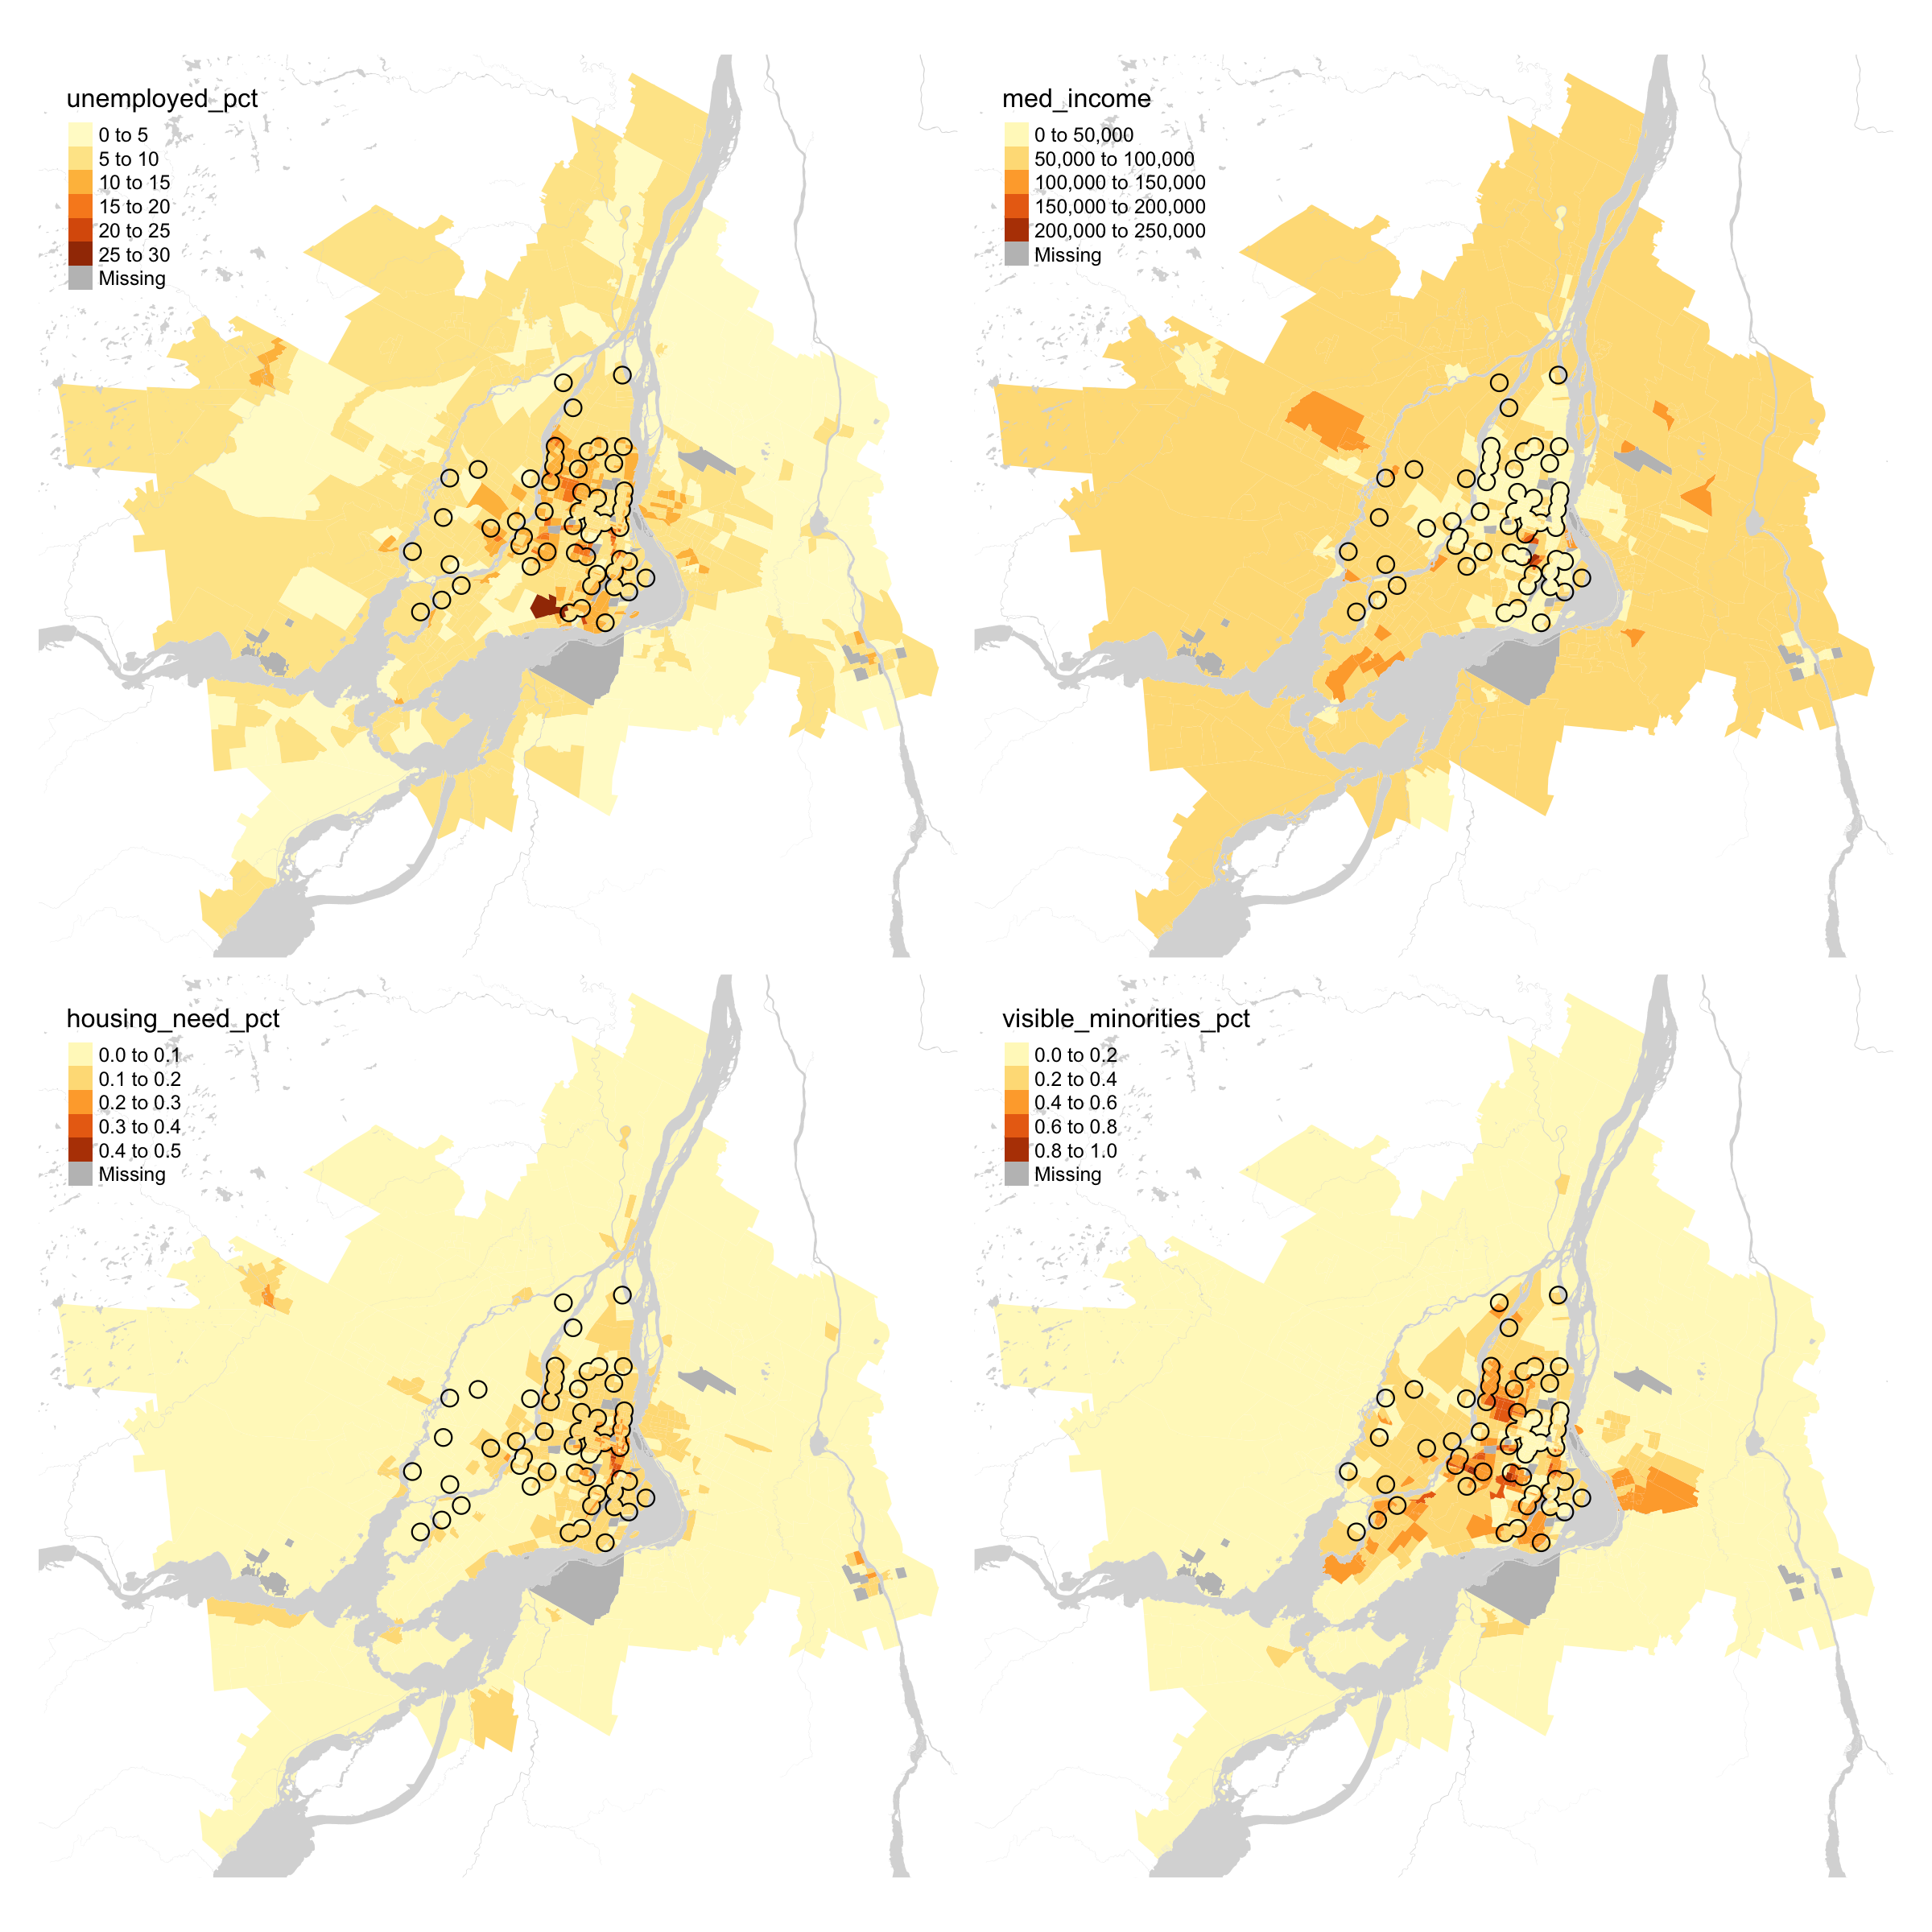 unemployed_pct
0 to 5
5 to 10
10 to 15
15 to 20
20 to 25
25 to 30
Missing
med_income
0 to 50,000
50,000 to 100,000
100,000 to 150,000
150,000 to 200,000
200,000 to 250,000
Missing
housing_need_pct
0.0 to 0.1
0.1 to 0.2
0.2 to 0.3
0.3 to 0.4
0.4 to 0.5
Missing
visible_minorities_pct
0.0 to 0.2
0.2 to 0.4
0.4 to 0.6
0.6 to 0.8
0.8 to 1.0
Missing